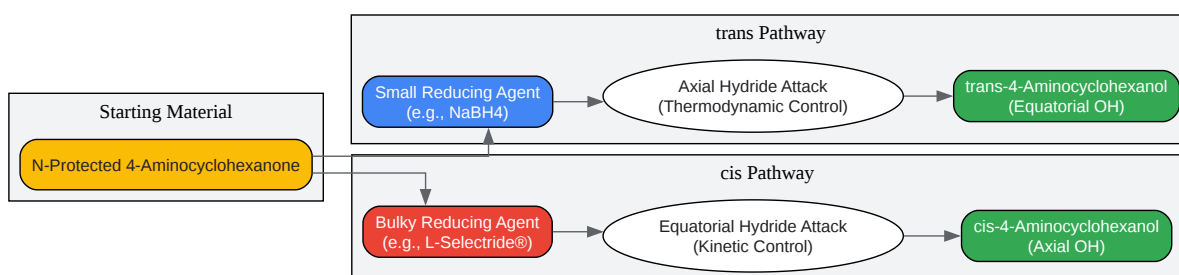 trans Pathway
Small Reducing Agent
(e.g., NaBH4)
Axial Hydride Attack
(Thermodynamic Control)
trans-4-Aminocyclohexanol
(Equatorial OH)
Starting Material
N-Protected 4-Aminocyclohexanone
cis Pathway
Bulky Reducing Agent
(e.g., L-Selectride®)
Equatorial Hydride Attack
(Kinetic Control)
cis-4-Aminocyclohexanol
(Axial OH)